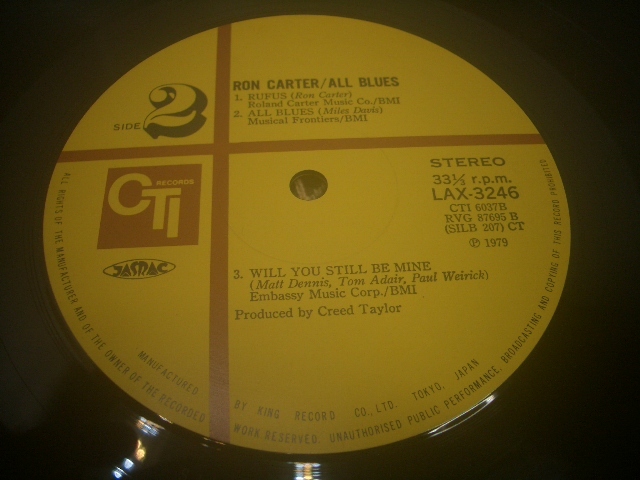 RON CARTER/ALL BLUES
1. RUFUS (Ron Carter)
Roland Carter Music Co./BMI
2. ALL BLUES (Miles Davis)
Musical Frontiers/BMI
SIDE 2
STEREO
33⅓ r.p.m.
LAX-3246
CTI 6037B
RVG 87695 B
(SILB 207) CT
℗ 1979
CTI RECORDS
JASRAC
3. WILL YOU STILL BE MINE
(Matt Dennis, Tom Adair, Paul Weirick)
Embassy Music Corp./BMI
Produced by Creed Taylor
MANUFACTURED BY KING RECORD CO., LTD. TOKYO, JAPAN
ALL RIGHTS OF THE MANUFACTURER AND OF THE OWNER OF THE RECORDED WORK RESERVED. UNAUTHORISED PUBLIC PERFORMANCE, BROADCASTING AND COPYING OF THIS RECORD PROHIBITED